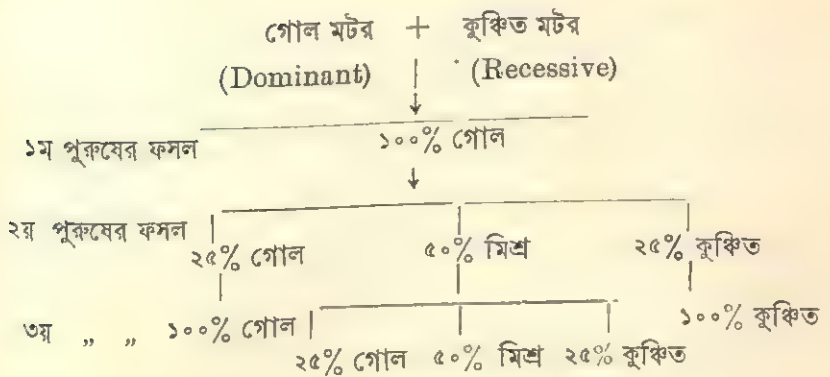 গোল মটর + কুঞ্চিত মটর
(Dominant) (Recessive)
১ম পুরুষের ফসল ১০০% গোল
২য় পুরুষের ফসল
২৫% গোল ৫০% মিশ্র ২৫% কুঞ্চিত
৩য় „ „ ১০০% গোল ১০০% কুঞ্চিত
২৫% গোল ৫০% মিশ্র ২৫% কুঞ্চিত